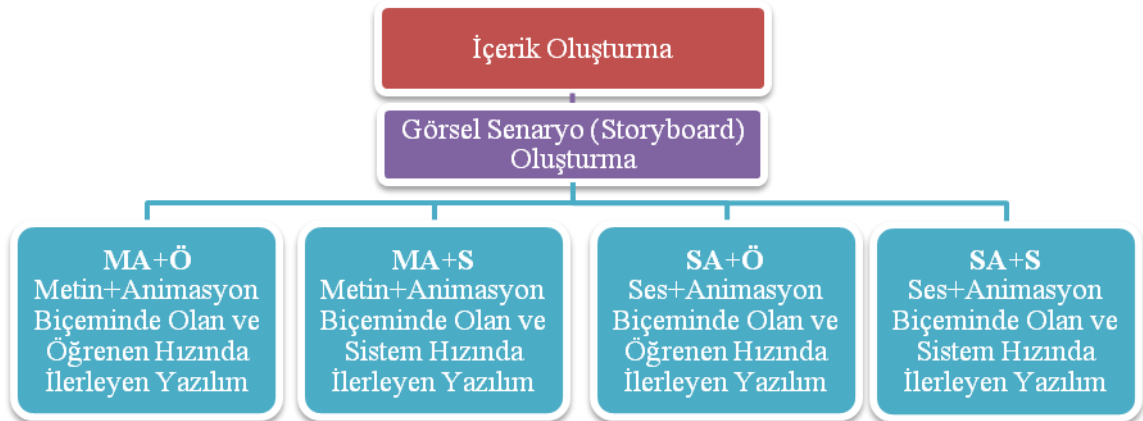 İçerik Oluşturma
Görsel Senaryo (Storyboard)
Oluşturma
MA+Ö
Metin+Animasyon
Biçeminde Olan ve
Öğrenen Hızında
İlerleyen Yazılım
MA+S
Metin+Animasyon
Biçeminde Olan ve
Sistem Hızında
İlerleyen Yazılım
SA+Ö
Ses+Animasyon
Biçeminde Olan ve
Öğrenen Hızında
İlerleyen Yazılım
SA+S
Ses+Animasyon
Biçeminde Olan ve
Sistem Hızında
İlerleyen Yazılım